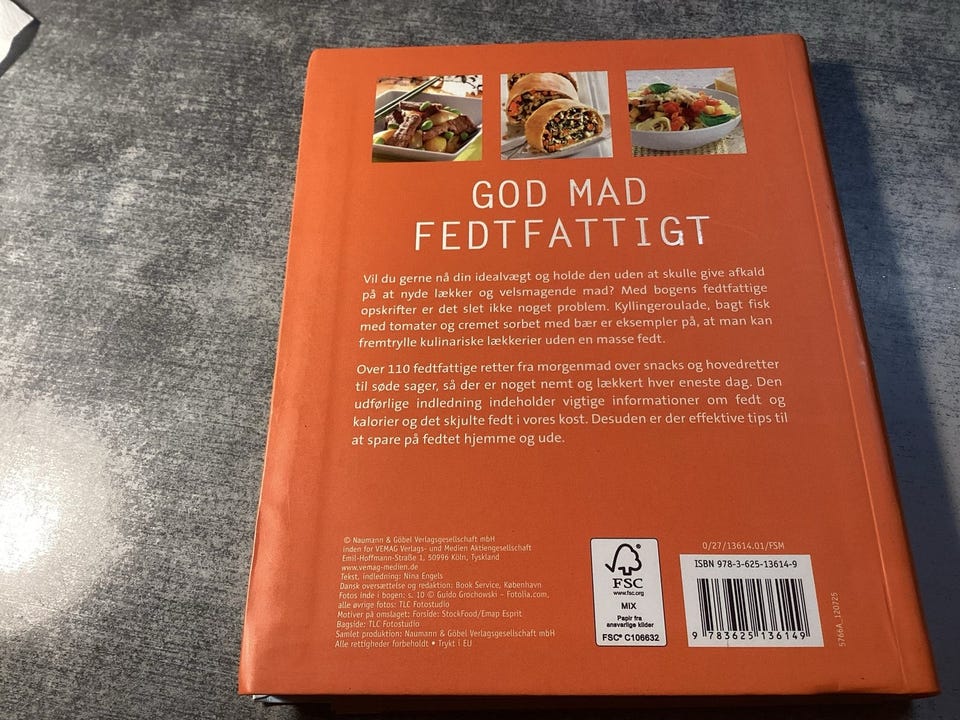 GOD MAD
FEDTFATTIGT
Vil du gerne nå din idealvægt og holde den uden at skulle give afkald
på at nyde lækker og velsmagende mad? Med bogens fedtfattige
opskrifter er det slet ikke noget problem. Kyllingeroulade, bagt fisk
med tomater og cremet sorbet med bær er eksempler på, at man kan
fremtrylle kulinariske lækkerier uden en masse fedt.
Over 110 fedtfattige retter fra morgenmad over snacks og hovedretter
til søde sager, så der er noget nemt og lækkert hver eneste dag. Den
udførlige indledning indeholder vigtige informationer om fedt og
kalorier og det skjulte fedt i vores kost. Desuden er der effektive tips til
at spare på fedtet hjemme og ude.
© Naumann & Göbel Verlagsgesellschaft mbH
inden for VEMAG Verlags- und Medien Aktiengesellschaft
Emil-Hoffmann-Straße 1, 50996 Köln, Tyskland
www.vemag-medien.de
Tekst, indledning: Nina Engels
Dansk oversættelse og redaktion: Book Service, København
Fotos inde i bogen: s. 10 © Guido Grochowski – Fotolia.com,
alle øvrige fotos: TLC Fotostudio
Motiver på omslaget: Forside: StockFood/Emap Esprit
Bagside: TLC Fotostudio
Samlet produktion: Naumann & Göbel Verlagsgesellschaft mbH
Alle rettigheder forbeholdt • Trykt i EU
FSC
www.fsc.org
MIX
Papir fra
ansvarlige kilder
FSC® C106632
0/27/13614.01/FSM
ISBN 978-3-625-13614-9
9 783625 136149
5766A_120725